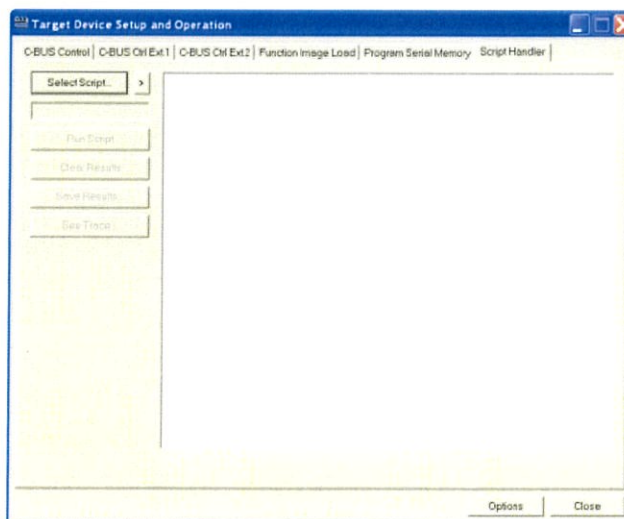 Target Device Setup and Operation
C-BUS Control C-BUS Ctrl Ext.1 C-BUS Ctrl Ext.2 Function Image Load Program Serial Memory Script Handler
Select Script... >
Run Script
Clear Results
Save Results
See Trace
Options Close